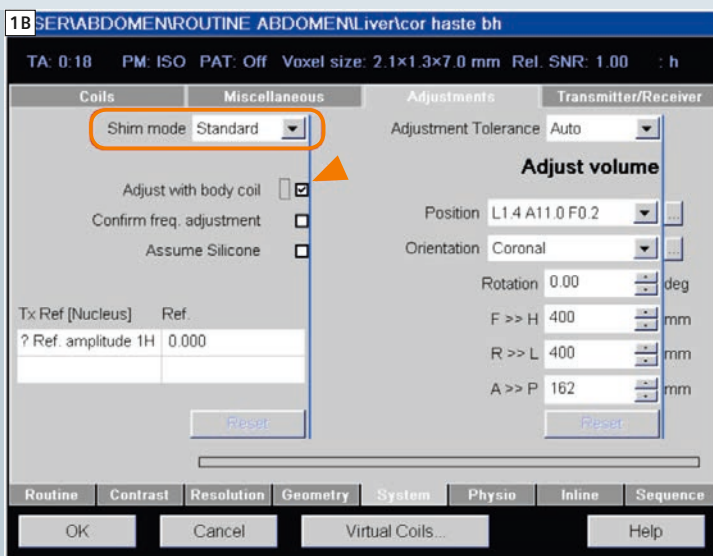 1B SER\ABDOMEN\ROUTINE ABDOMEN\Liver\cor haste bh
TA: 0:18 PM: ISO PAT: Off Voxel size: 2.1×1.3×7.0 mm Rel. SNR: 1.00 : h
Coils Miscellaneous Adjustments Transmitter/Receiver
Shim mode Standard
Adjust with body coil
Confirm freq. adjustment
Assume Silicone
Tx Ref [Nucleus] Ref.
? Ref. amplitude 1H 0.000
Reset
Adjustment Tolerance Auto
Adjust volume
Position L1.4 A11.0 F0.2 ...
Orientation Coronal ...
Rotation 0.00 deg
F >> H 400 mm
R >> L 400 mm
A >> P 162 mm
Reset
Routine Contrast Resolution Geometry System Physio Inline Sequence
OK Cancel Virtual Coils... Help